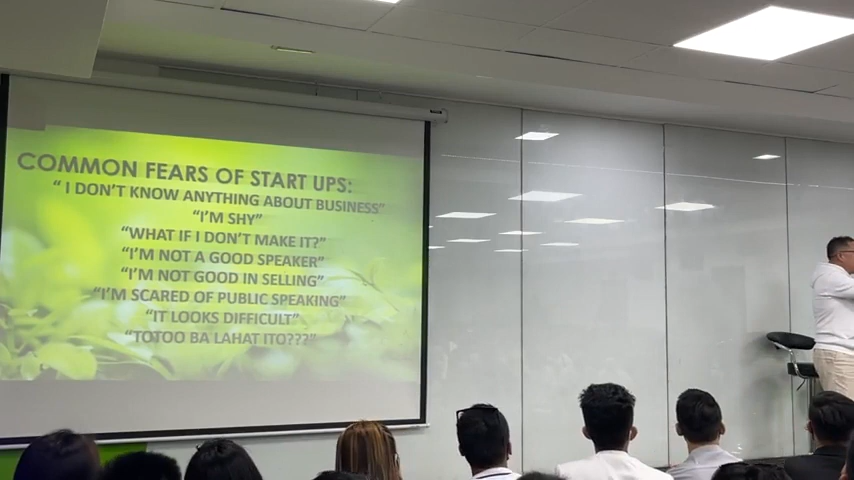 COMMON FEARS OF START UPS:
“ I DON’T KNOW ANYTHING ABOUT BUSINESS”
“I’M SHY”
“WHAT IF I DON’T MAKE IT?”
“I’M NOT A GOOD SPEAKER”
“I’M NOT GOOD IN SELLING”
“I’M SCARED OF PUBLIC SPEAKING”
“IT LOOKS DIFFICULT”
“TOTOO BA LAHAT ITO???”